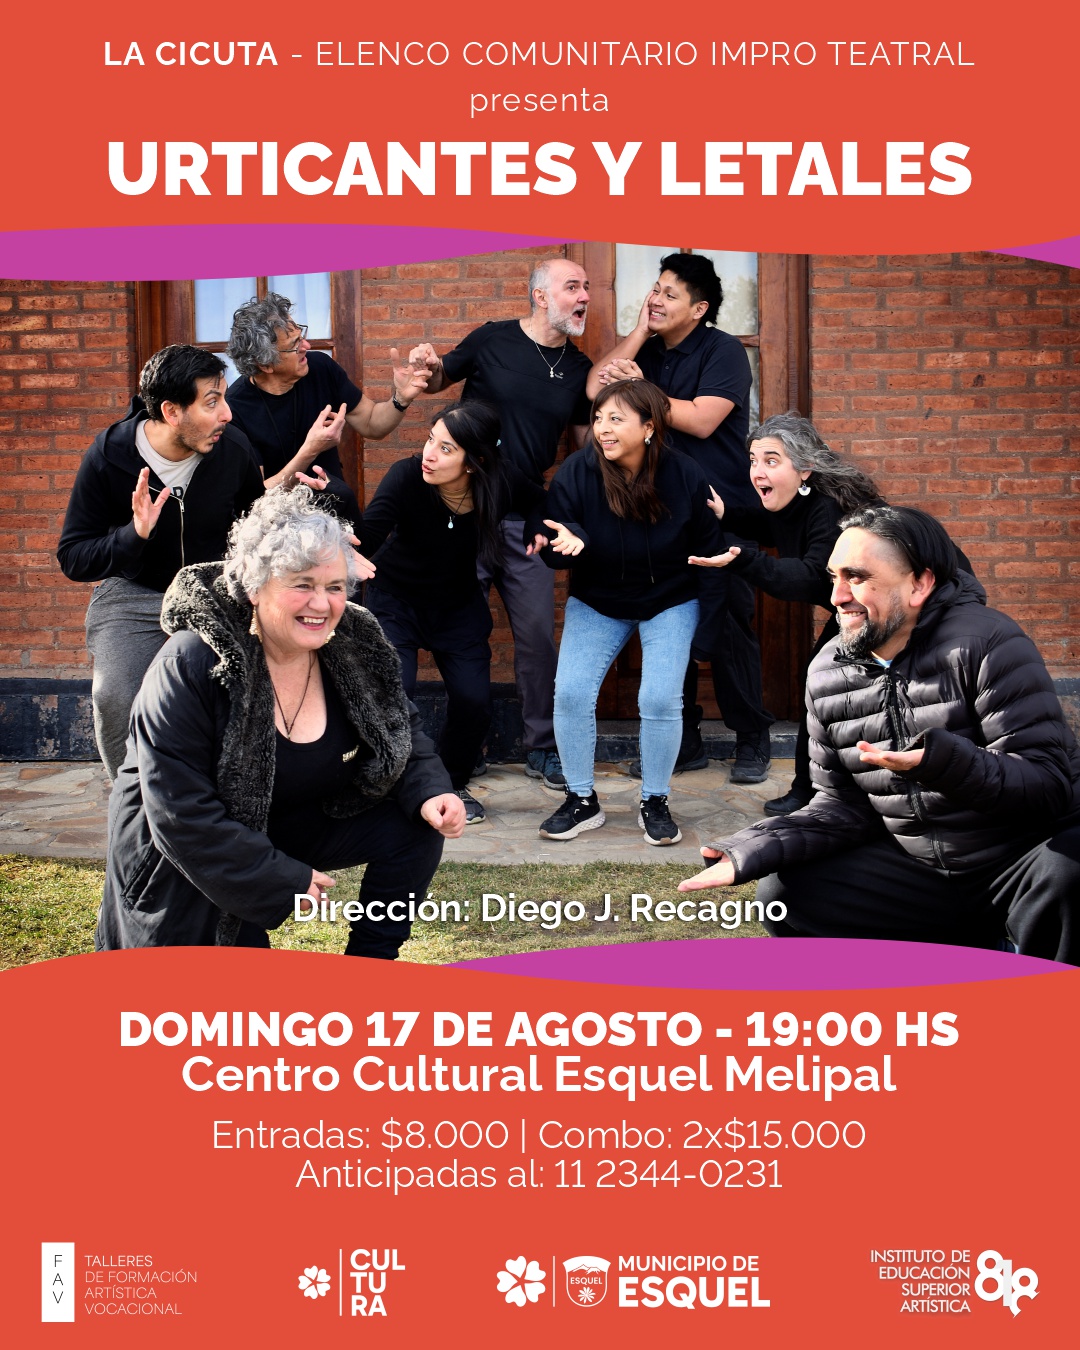 LA CICUTA - ELENCO COMUNITARIO IMPRO TEATRAL
presenta
URTICANTES Y LETALES
Dirección: Diego J. Recagno
DOMINGO 17 DE AGOSTO - 19:00 HS
Centro Cultural Esquel Melipal
Entradas: $8.000 | Combo: 2x$15.000
Anticipadas al: 11 2344-0231
FAV
TALLERES
DE FORMACIÓN
ARTÍSTICA
VOCACIONAL
CUL
TU
RA
ESQUEL
MUNICIPIO DE
ESQUEL
INSTITUTO DE
EDUCACIÓN
SUPERIOR
ARTÍSTICA